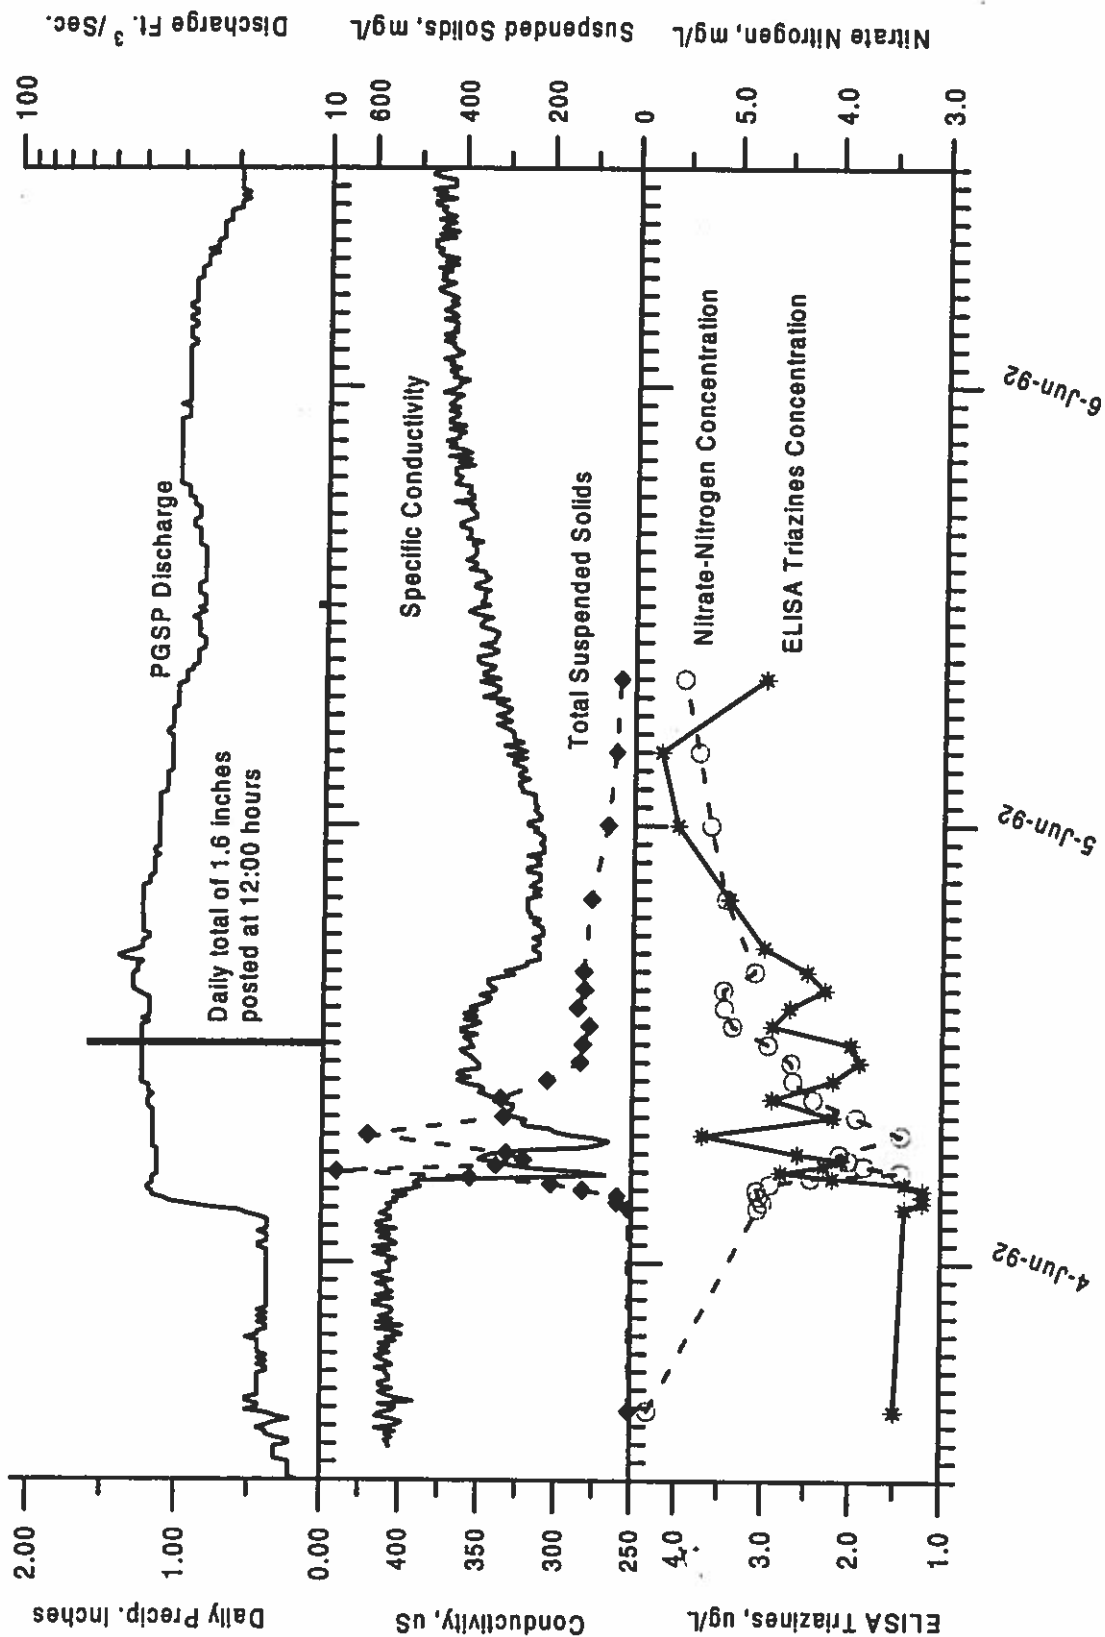 Daily Precip. Inches
2.00
1.00
0.00
PGSP Discharge
Daily total of 1.6 inches
posted at 12:00 hours
100
10
Discharge Ft. 3/Sec.
Conductivity, uS
400
300
250
Specific Conductivity
Total Suspended Solids
600
400
200
0
Suspended Solids, mg/L
ELISA Triazines, ug/L
4.0
3.0
2.0
1.0
Nitrate-Nitrogen Concentration
ELISA Triazines Concentration
5.0
4.0
3.0
Nitrate Nitrogen, mg/L
4-Jun-92
5-Jun-92
6-Jun-92